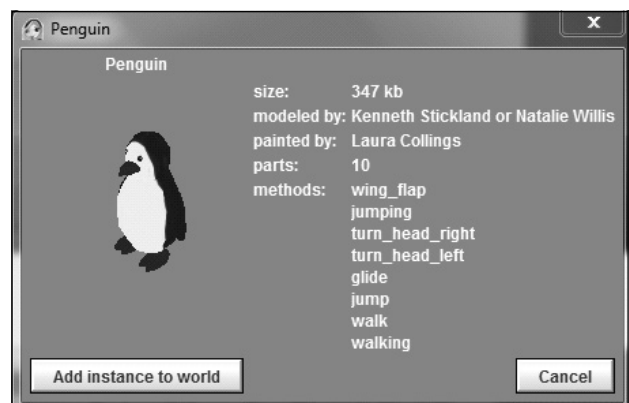 Penguin
X
Penguin
size: 347 kb
modeled by: Kenneth Stickland or Natalie Willis
painted by: Laura Collings
parts: 10
methods: wing_flap
jumping
turn_head_right
turn_head_left
glide
jump
walk
walking
Add instance to world
Cancel